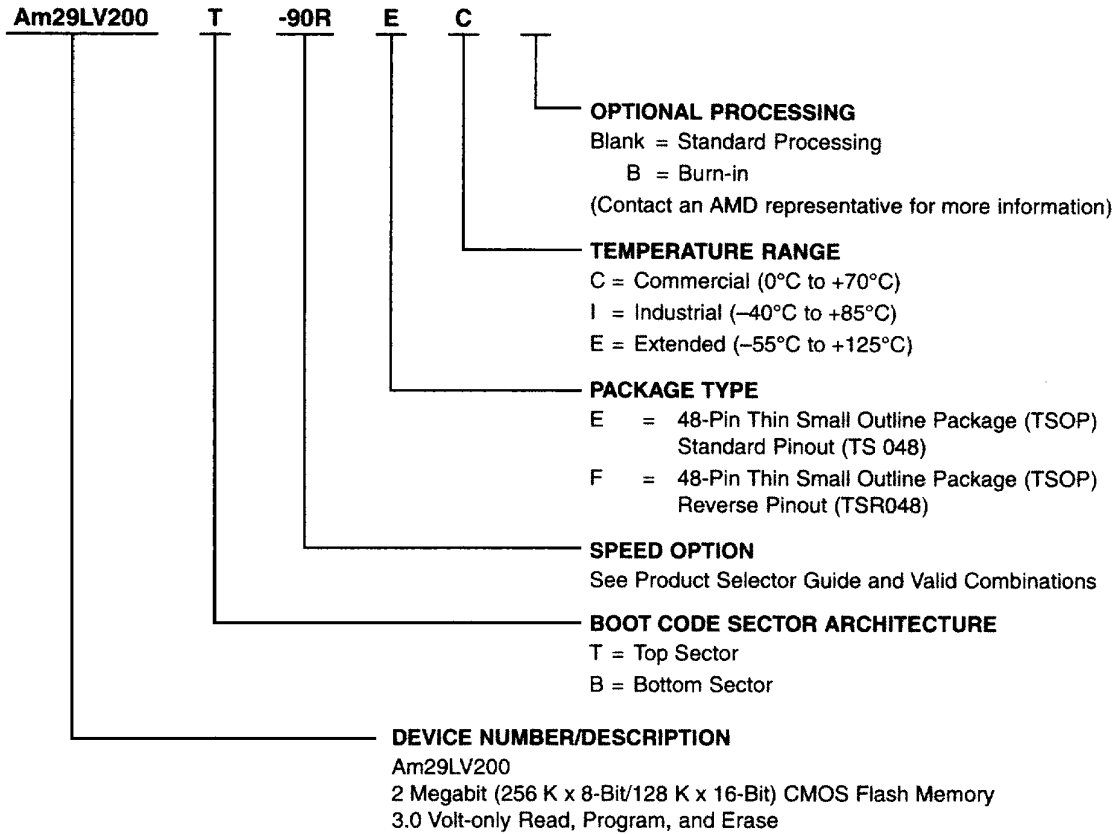 Am29LV200 T -90R E C
OPTIONAL PROCESSING
Blank = Standard Processing
B = Burn-in
(Contact an AMD representative for more information)
TEMPERATURE RANGE
C = Commercial (0°C to +70°C)
I = Industrial (–40°C to +85°C)
E = Extended (–55°C to +125°C)
PACKAGE TYPE
E = 48-Pin Thin Small Outline Package (TSOP)
Standard Pinout (TS 048)
F = 48-Pin Thin Small Outline Package (TSOP)
Reverse Pinout (TSR048)
SPEED OPTION
See Product Selector Guide and Valid Combinations
BOOT CODE SECTOR ARCHITECTURE
T = Top Sector
B = Bottom Sector
DEVICE NUMBER/DESCRIPTION
Am29LV200
2 Megabit (256 K x 8-Bit/128 K x 16-Bit) CMOS Flash Memory
3.0 Volt-only Read, Program, and Erase